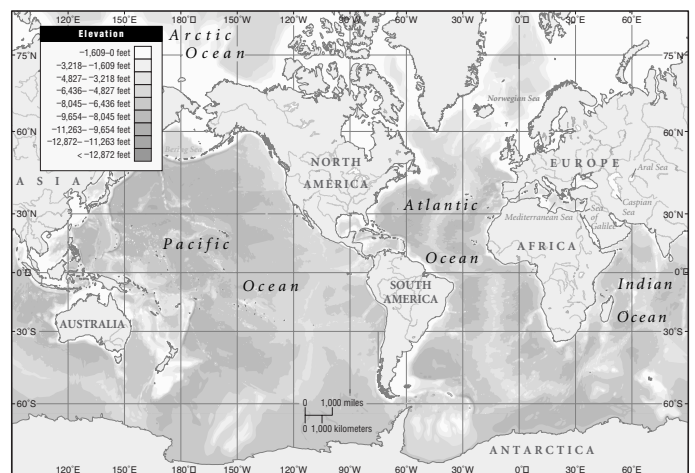 120°E 150°E 180°E 150°W 120°W 90°W 60°W 30°W 0°E 30°E 60°E
Elevation
−1,609–0 feet
−3,218– −1,609 feet
−4,827– −3,218 feet
−6,436– −4,827 feet
−8,045– −6,436 feet
−9,654– −8,045 feet
−11,263– −9,654 feet
−12,872– −11,263 feet
< −12,872 feet
Arctic
Ocean
75°N 75°N
Norwegian Sea
60°N 60°N
Bering Sea
NORTH
AMERICA
EUROPE
Aral Sea
ASIA
Caspian
Sea
Atlantic
Mediterranean Sea
Sea
of
Galilee
30°N 30°N
Pacific
AFRICA
Ocean
0°E 0°E
Ocean
SOUTH
AMERICA
Indian
Ocean
AUSTRALIA
30°S 30°S
0 1,000 miles
0 1,000 kilometers
60°S 60°S
ANTARCTICA
120°E 150°E 180°E 150°W 120°W 90°W 60°W 30°W 0°E 30°E 60°E